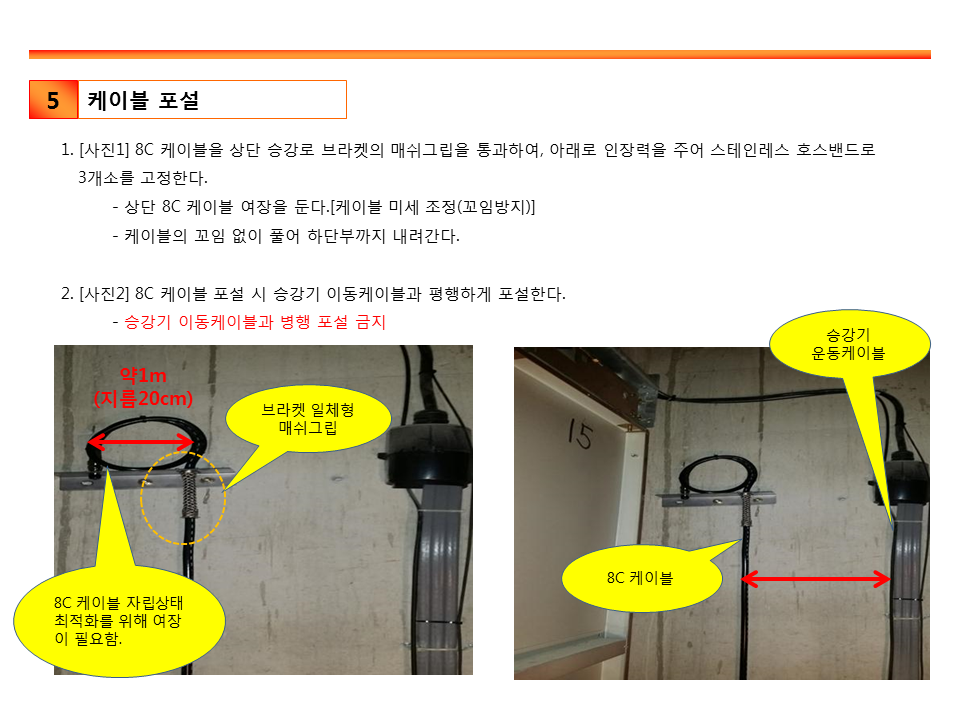 5 케이블 포설
1. [사진1] 8C 케이블을 상단 승강로 브라켓의 매쉬그립을 통과하여, 아래로 인장력을 주어 스테인레스 호스밴드로
3개소를 고정한다.
- 상단 8C 케이블 여장을 둔다.[케이블 미세 조정(꼬임방지)]
- 케이블의 꼬임 없이 풀어 하단부까지 내려간다.
2. [사진2] 8C 케이블 포설 시 승강기 이동케이블과 평행하게 포설한다.
- 승강기 이동케이블과 병행 포설 금지
약1m
(지름20cm)
브라켓 일체형
매쉬그립
8C 케이블 자립상태
최적화를 위해 여장
이 필요함.
승강기
운동케이블
15
8C 케이블